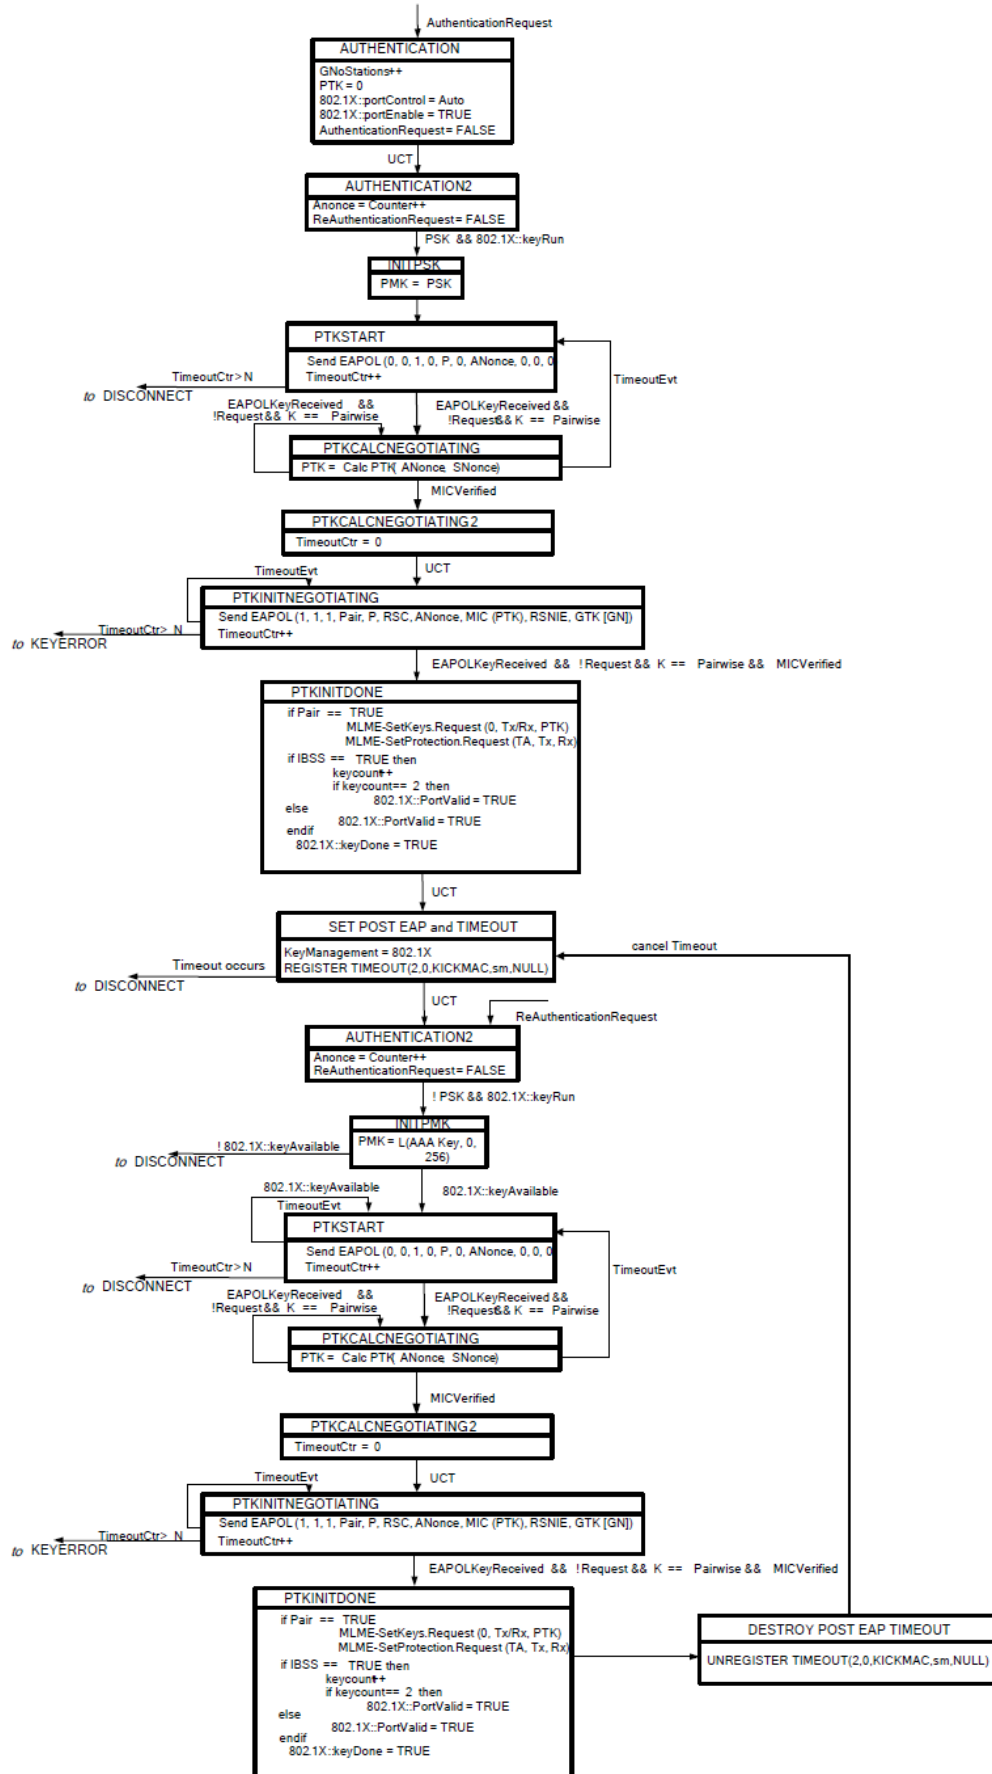 AuthenticationRequest
AUTHENTICATION
GNoStations++
PTK = 0
802.1X::portControl = Auto
802.1X::portEnable = TRUE
AuthenticationRequest = FALSE
UCT
AUTHENTICATION2
Anonce = Counter++
ReAuthenticationRequest = FALSE
PSK && 802.1X::keyRun
INITPSK
PMK = PSK
PTKSTART
Send EAPOL (0, 0, 1, 0, P, 0, ANonce, 0, 0, 0
TimeoutCtr++
TimeoutCtr> N
to DISCONNECT
TimeoutEvt
EAPOLKeyReceived &&
!Request && K == Pairwise
EAPOLKeyReceived &&
!Request && K == Pairwise
PTKCALCNEGOTIATING
PTK = Calc PTK( ANonce, SNonce)
MICVerified
PTKCALCNEGOTIATING2
TimeoutCtr = 0
TimeoutEvt
UCT
PTKINITNEGOTIATING
Send EAPOL (1, 1, 1, Pair, P, RSC, ANonce, MIC (PTK), RSNIE, GTK [GN])
TimeoutCtr++
TimeoutCtr> N
to KEYERROR
EAPOLKeyReceived && !Request && K == Pairwise && MICVerified
PTKINITDONE
if Pair == TRUE
MLME-SetKeys.Request (0, Tx/Rx, PTK)
MLME-SetProtection.Request (TA, Tx, Rx)
if IBSS == TRUE then
keycount++
if keycount== 2 then
802.1X::PortValid = TRUE
else
802.1X::PortValid = TRUE
endif
802.1X::keyDone = TRUE
UCT
SET POST EAP and TIMEOUT
KeyManagement = 802.1X
REGISTER TIMEOUT(2,0,KICKMAC,sm,NULL)
cancel Timeout
Timeout occurs
to DISCONNECT
UCT
ReAuthenticationRequest
AUTHENTICATION2
Anonce = Counter++
ReAuthenticationRequest = FALSE
! PSK && 802.1X::keyRun
INITPMK
PMK = L(AAA Key, 0,
256)
! 802.1X::keyAvailable
to DISCONNECT
802.1X::keyAvailable
TimeoutEvt
802.1X::keyAvailable
PTKSTART
Send EAPOL (0, 0, 1, 0, P, 0, ANonce, 0, 0, 0
TimeoutCtr++
TimeoutCtr> N
to DISCONNECT
TimeoutEvt
EAPOLKeyReceived &&
!Request && K == Pairwise
EAPOLKeyReceived &&
!Request && K == Pairwise
PTKCALCNEGOTIATING
PTK = Calc PTK( ANonce, SNonce)
MICVerified
PTKCALCNEGOTIATING2
TimeoutCtr = 0
TimeoutEvt
UCT
PTKINITNEGOTIATING
Send EAPOL (1, 1, 1, Pair, P, RSC, ANonce, MIC (PTK), RSNIE, GTK [GN])
TimeoutCtr++
TimeoutCtr> N
to KEYERROR
EAPOLKeyReceived && !Request && K == Pairwise && MICVerified
PTKINITDONE
if Pair == TRUE
MLME-SetKeys.Request (0, Tx/Rx, PTK)
MLME-SetProtection.Request (TA, Tx, Rx)
if IBSS == TRUE then
keycount++
if keycount== 2 then
802.1X::PortValid = TRUE
else
802.1X::PortValid = TRUE
endif
802.1X::keyDone = TRUE
DESTROY POST EAP TIMEOUT
UNREGISTER TIMEOUT(2,0,KICKMAC,sm,NULL)